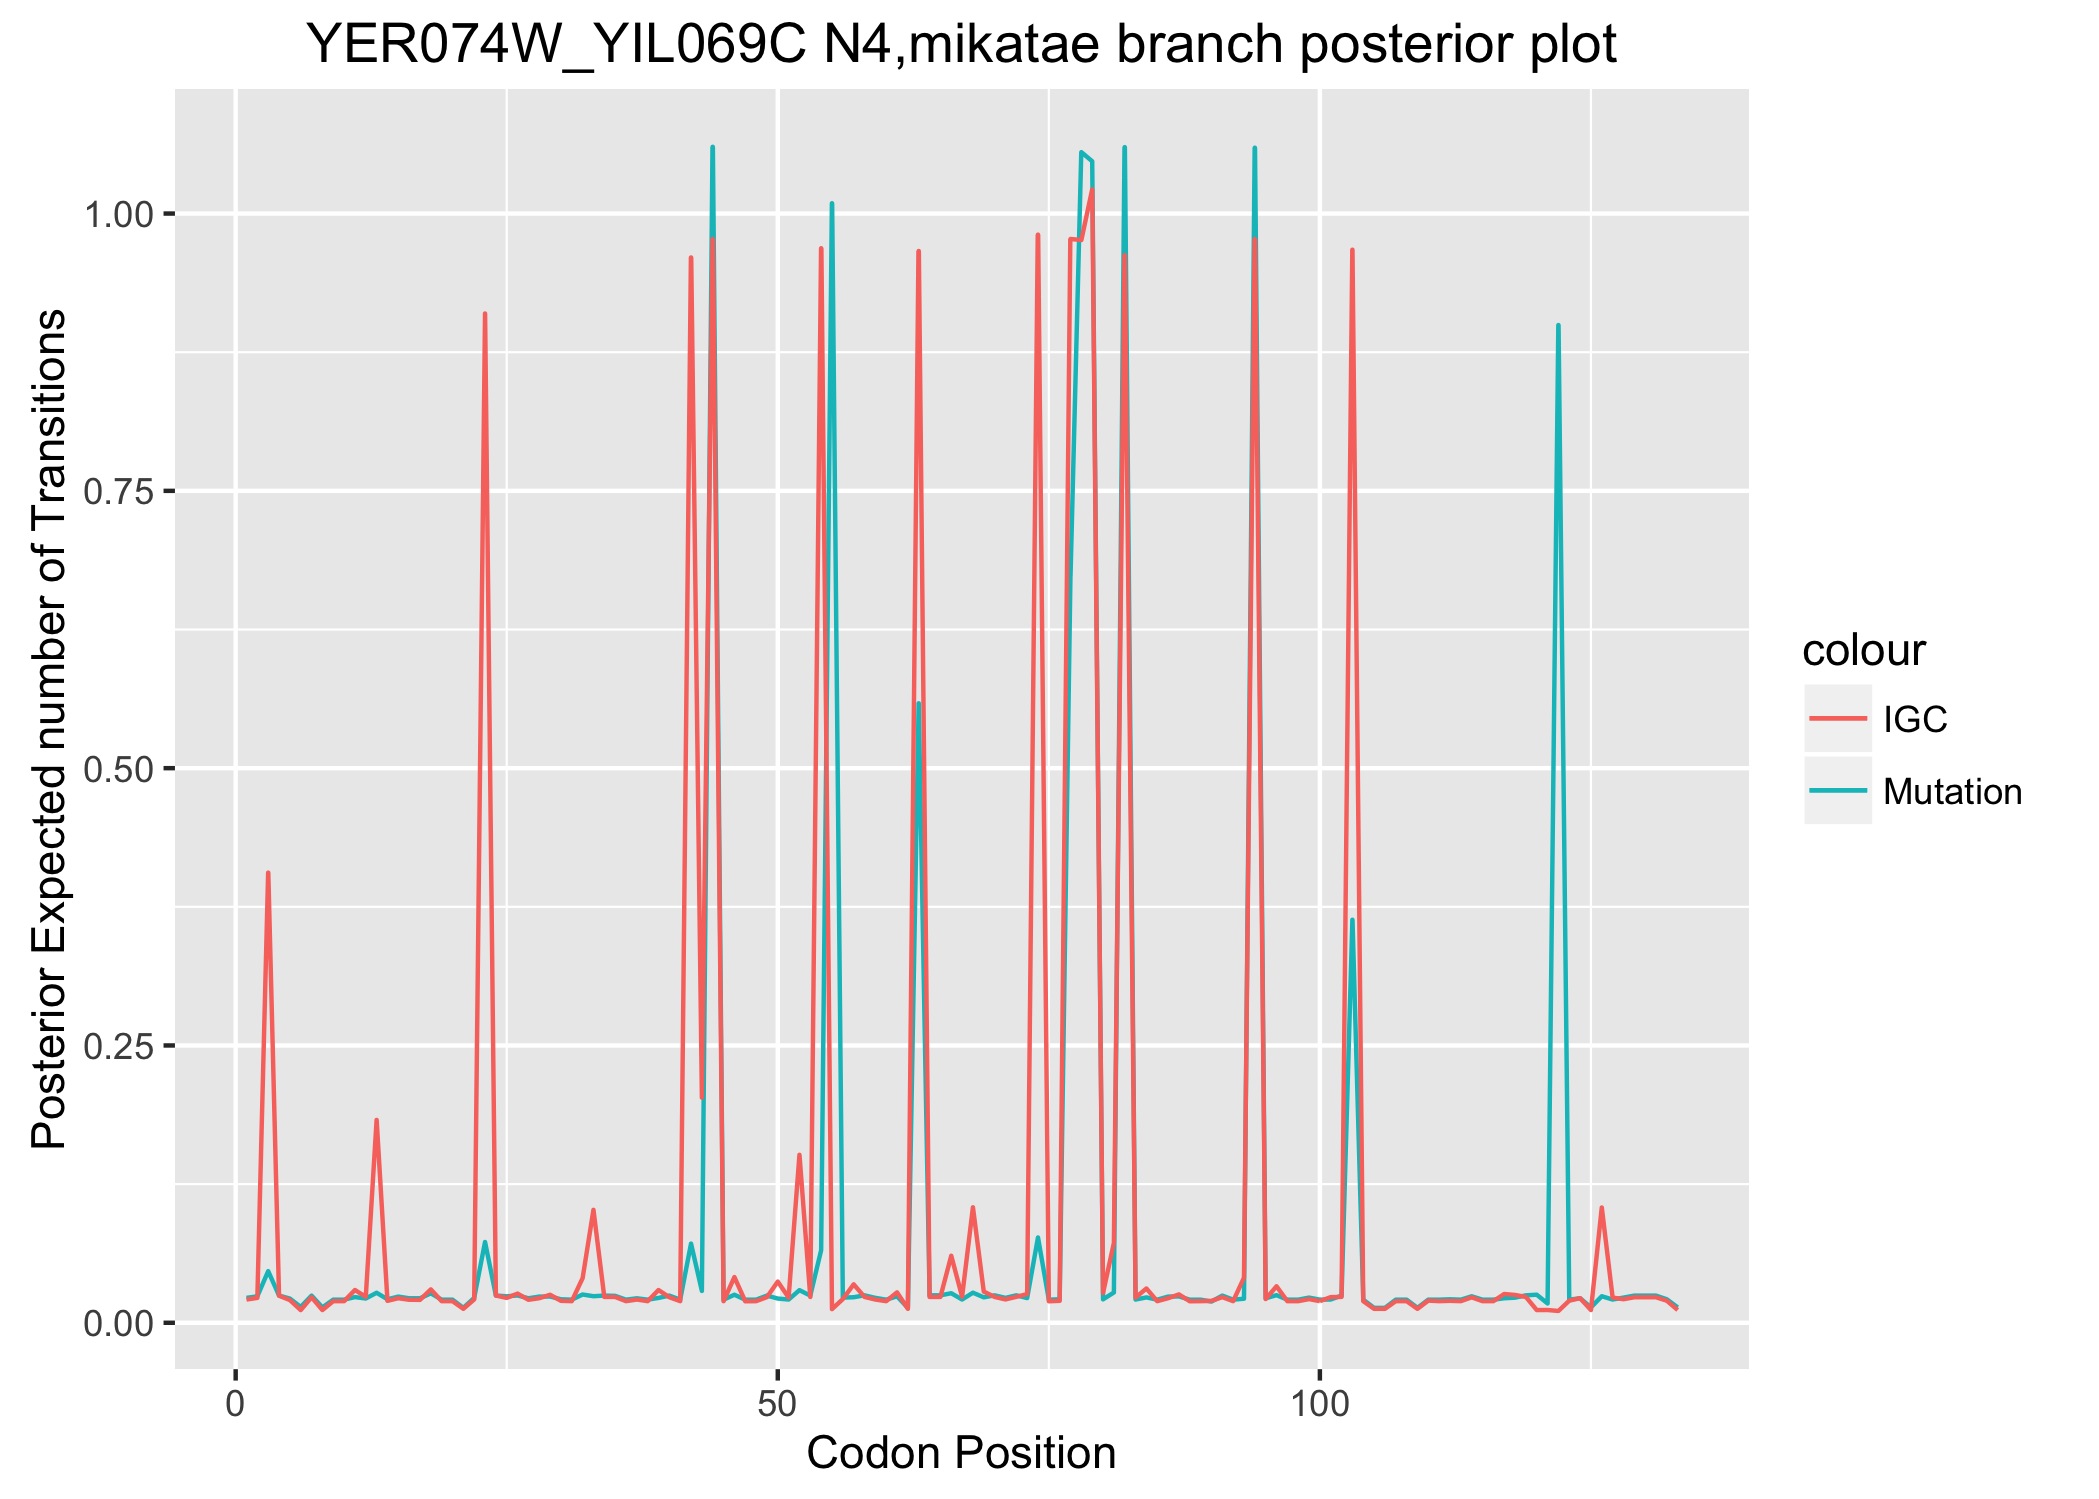 YER074W_YIL069C N4,mikatae branch posterior plot
Posterior Expected number of Transitions
1.00
0.75
0.50
0.25
0.00
0
50
100
Codon Position
colour
IGC
Mutation